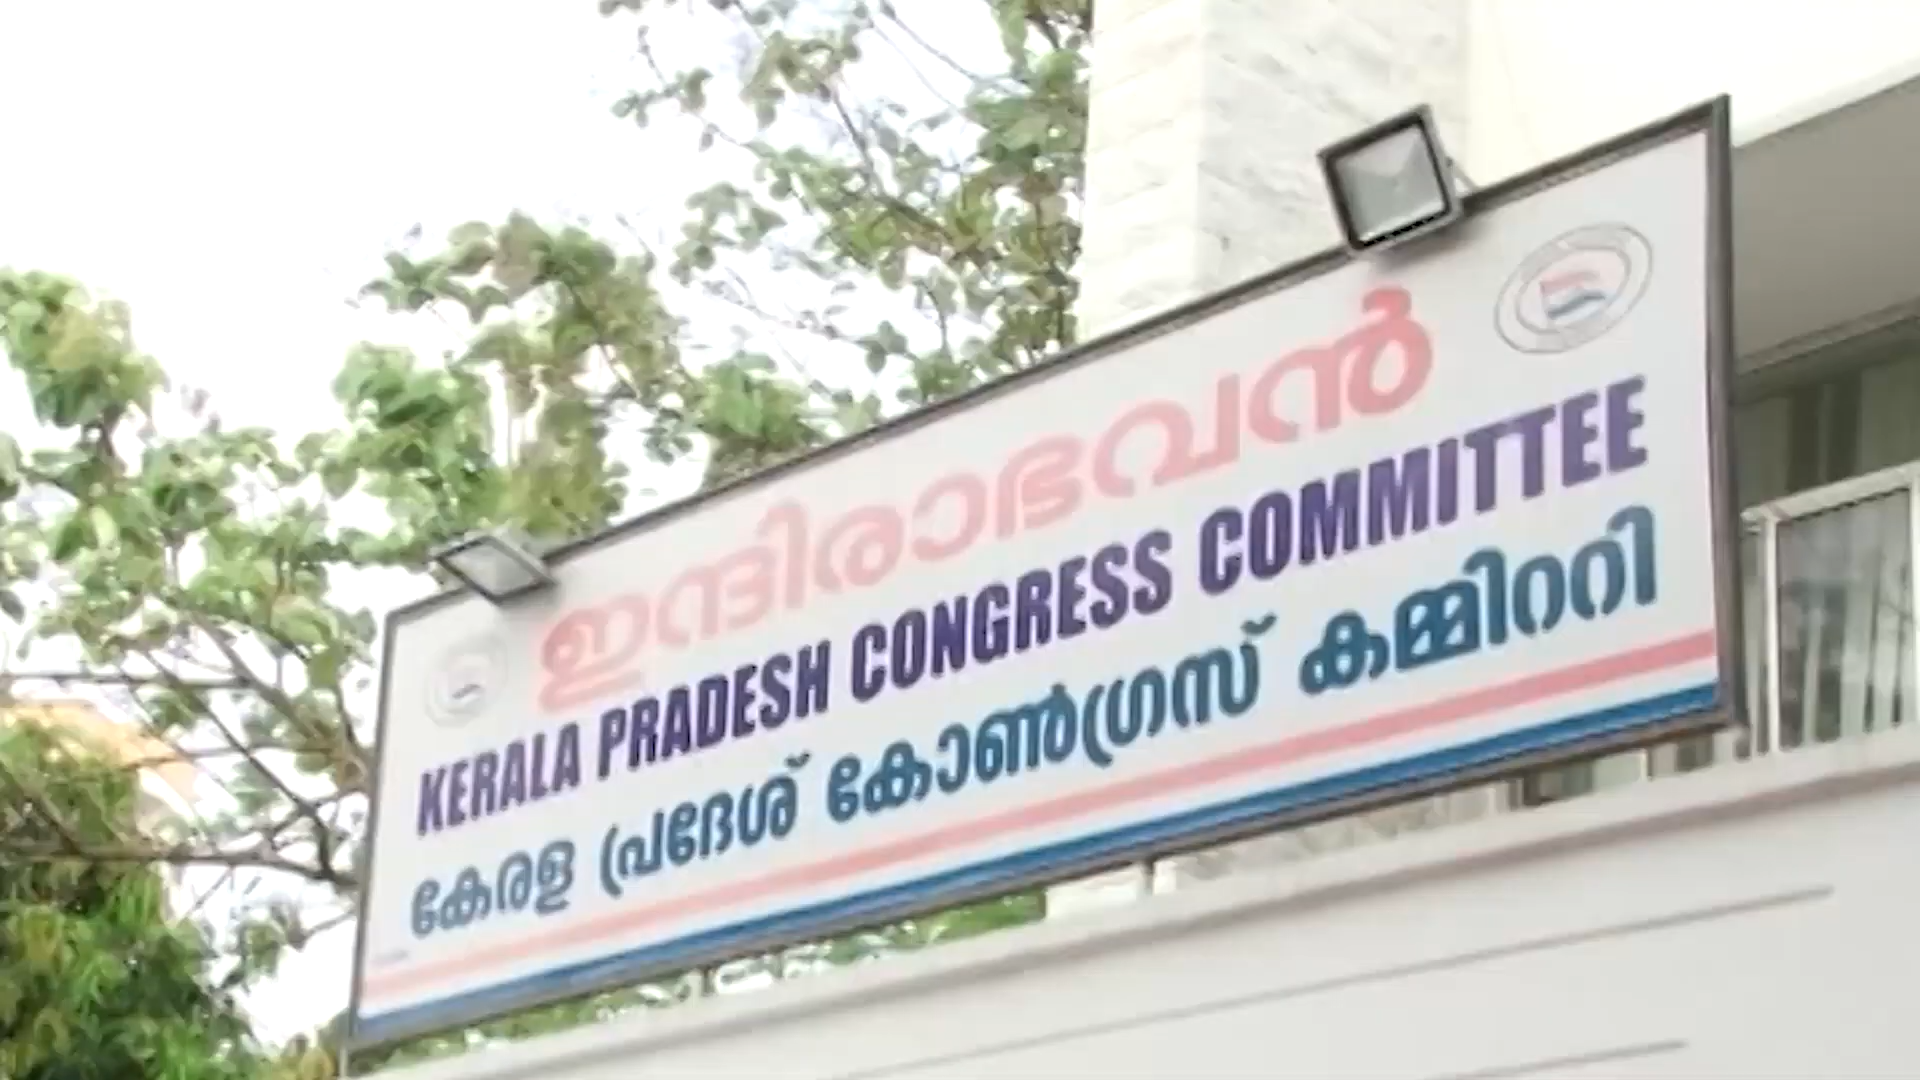 ഇന്ദിരാഭവൻ
KERALA PRADESH CONGRESS COMMITTEE
കേരള പ്രദേശ് കോൺഗ്രസ് കമ്മിററി